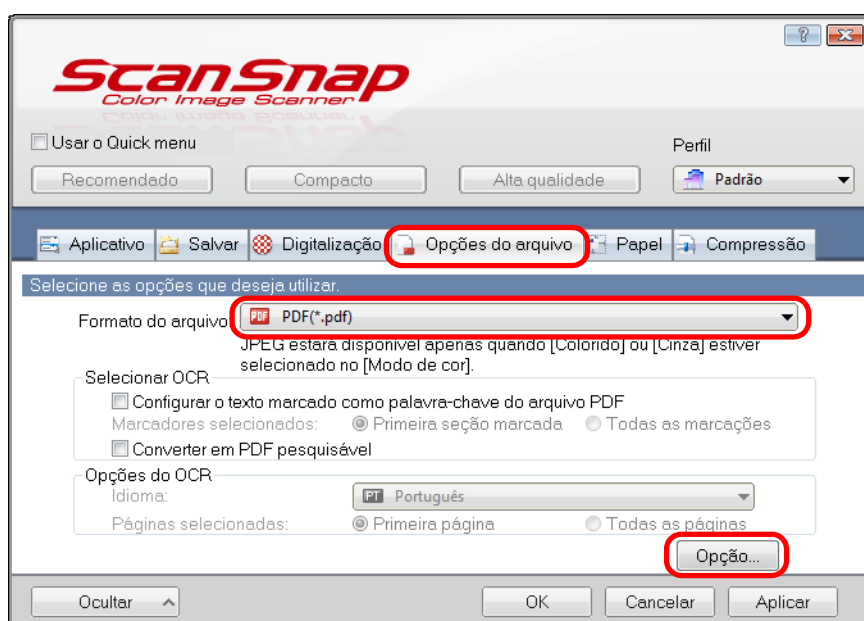 ScanSnap
Color Image Scanner
Usar o Quick menu
Perfil
Recomendado Compacto Alta qualidade Padrão
Aplicativo Salvar Digitalização Opções do arquivo Papel Compressão
Selecione as opções que deseja utilizar.
Formato do arquivo: PDF PDF(*.pdf)
JPEG estará disponível apenas quando [Colorido] ou [Cinza] estiver
selecionado no [Modo de cor].
Selecionar OCR
Configurar o texto marcado como palavra-chave do arquivo PDF
Marcadores selecionados: Primeira seção marcada Todas as marcações
Converter em PDF pesquisável
Opções do OCR
Idioma: PT Português
Páginas selecionadas: Primeira página Todas as páginas
Opção...
Ocultar OK Cancelar Aplicar